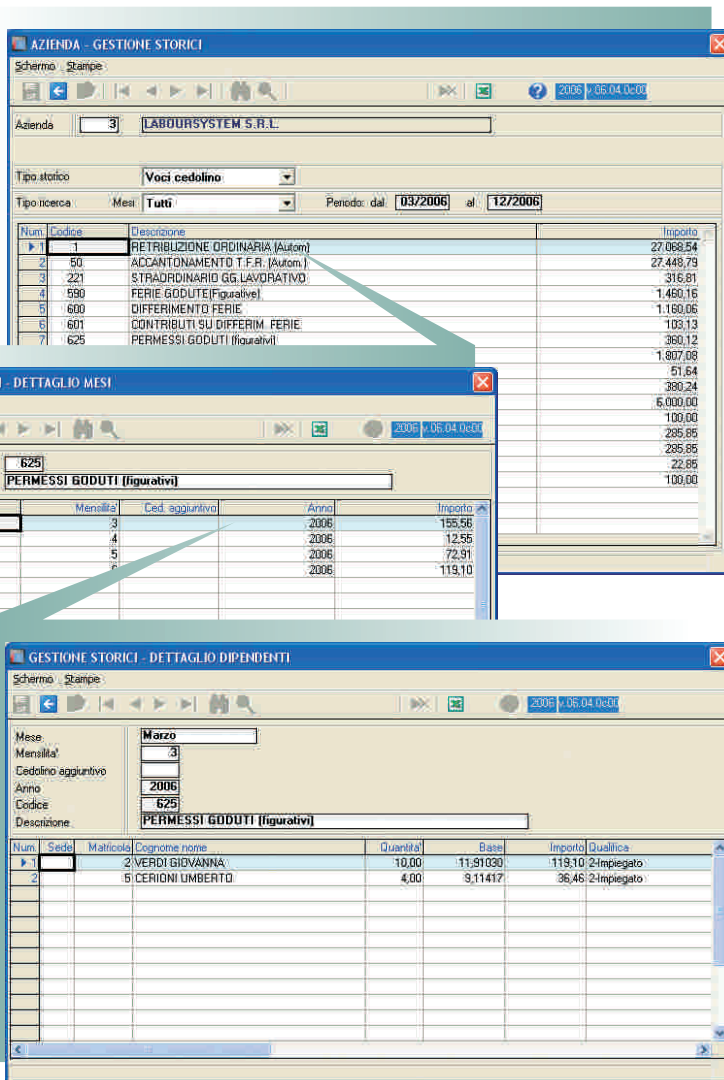 AZIENDA - GESTIONE STORICI
Schermo Stampe
2006 v.06.04.0c00
Azienda 3 LABOURSYSTEM S.R.L.
Tipo storico Voci cedolino
Tipo ricerca Mesi Tutti Periodo: dal 03/2006 al 12/2006
Num. Codice Descrizione Importo
1 1 RETRIBUZIONE ORDINARIA (Autom) 27.068,54
2 50 ACCANTONAMENTO T.F.R. (Autom.) 27.448,79
3 221 STRAORDINARIO GG.LAVORATIVO 316,81
4 590 FERIE GODUTE(Figurative) 1.460,16
5 600 DIFFERIMENTO FERIE 1.160,06
6 601 CONTRIBUTI SU DIFFERIM. FERIE 103,13
7 625 PERMESSI GODUTI (figurativi) 360,12
1.807,08
51,64
380,24
6.000,00
100,00
285,85
285,85
22,85
100,00
- DETTAGLIO MESI
2006 v.06.04.0c00
625
PERMESSI GODUTI (figurativi)
Mensilita' Ced. aggiuntivo Anno Importo
3 2006 155,56
4 2006 12,55
5 2006 72,91
6 2006 119,10
GESTIONE STORICI - DETTAGLIO DIPENDENTI
Schermo Stampe
2006 v.06.04.0c00
Mese Marzo
Mensilita' 3
Cedolino aggiuntivo
Anno 2006
Codice 625
Descrizione PERMESSI GODUTI (figurativi)
Num. Sede Matricola Cognome nome Quantita' Base Importo Qualifica
1 2 VERDI GIOVANNA 10,00 11,91030 119,10 2-Impiegato
2 5 CERIONI UMBERTO 4,00 9,11417 36,46 2-Impiegato